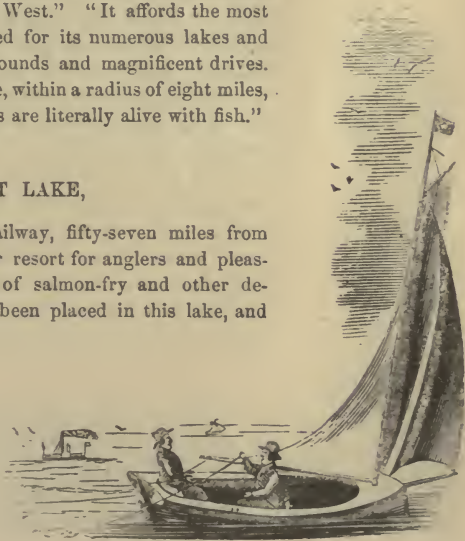 West." "It affords the most
ed for its numerous lakes and
ounds and magnificent drives.
e, within a radius of eight miles,
s are literally alive with fish."
T LAKE,
ailway, fifty-seven miles from
r resort for anglers and pleas-
of salmon-fry and other de-
been placed in this lake, and